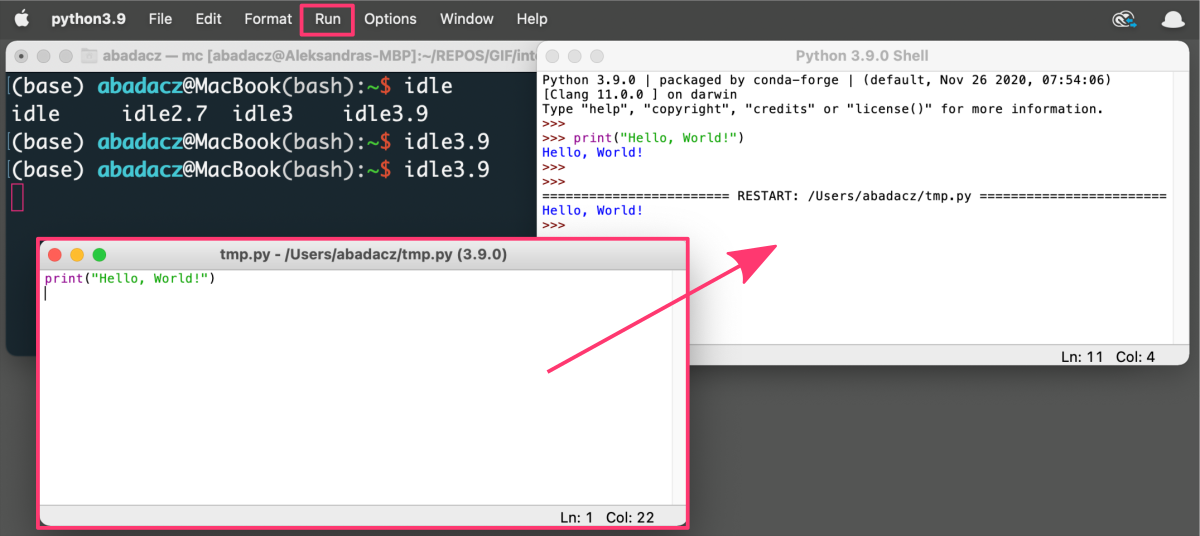 python3.9 File Edit Format Run Options Window Help
abadacz — mc [abadacz@Aleksandras-MBP]:~/REPOS/GIF/inte
(base) abadacz@MacBook(bash):~$ idle
idle idle2.7 idle3 idle3.9
(base) abadacz@MacBook(bash):~$ idle3.9
(base) abadacz@MacBook(bash):~$ idle3.9
Python 3.9.0 Shell
Python 3.9.0 | packaged by conda-forge | (default, Nov 26 2020, 07:54:06)
[Clang 11.0.0 ] on darwin
Type "help", "copyright", "credits" or "license()" for more information.
>>>
>>> print("Hello, World!")
Hello, World!
>>>
>>>
======================== RESTART: /Users/abadacz/tmp.py ========================
Hello, World!
>>>
Ln: 11 Col: 4
tmp.py - /Users/abadacz/tmp.py (3.9.0)
print("Hello, World!")
Ln: 1 Col: 22